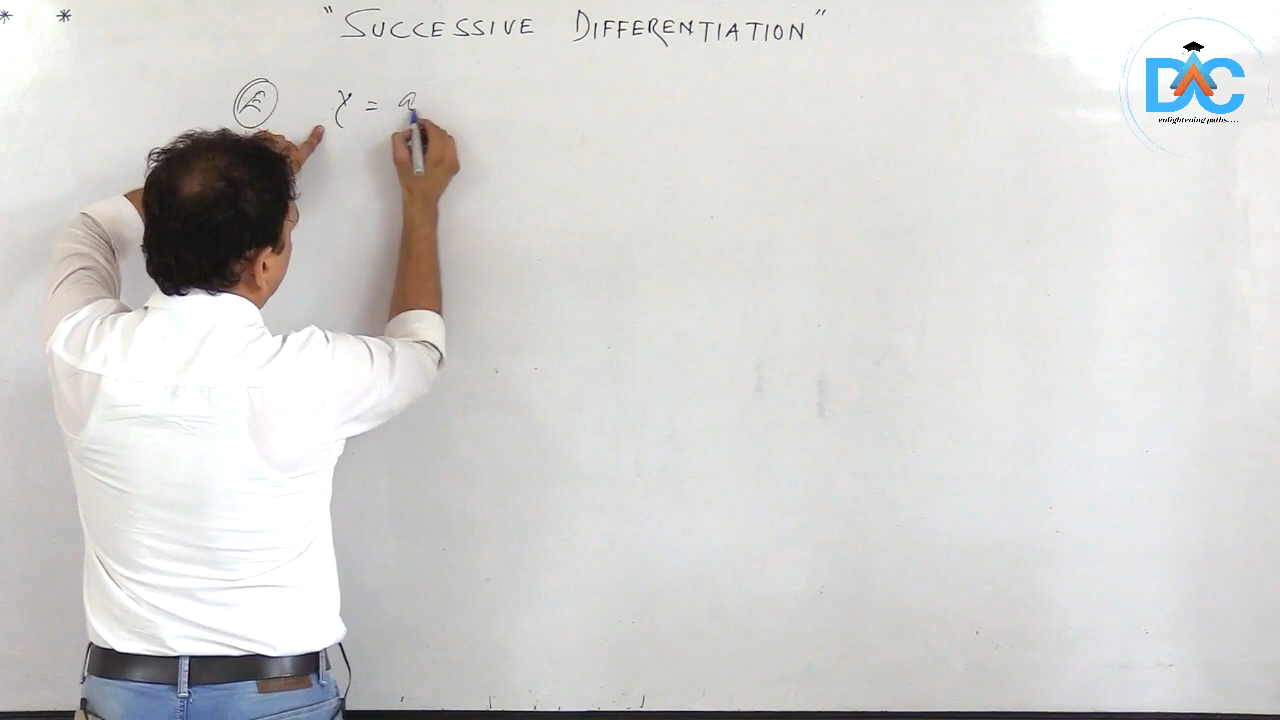 * * "SUCCESSIVE DIFFERENTIATION"
x = a
DAC
enlightening paths....